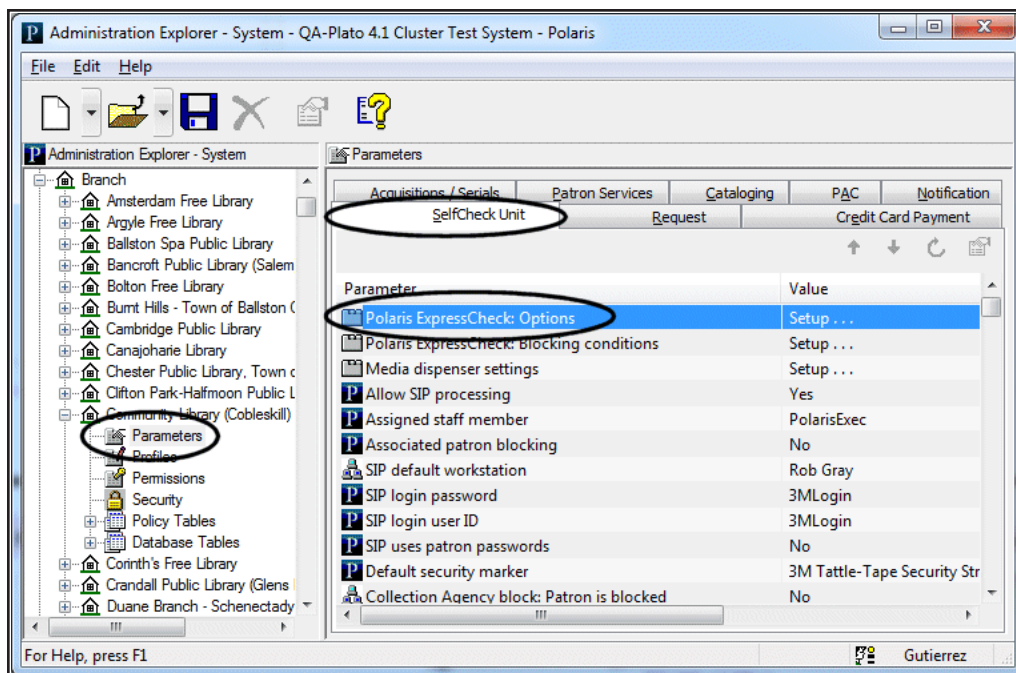 Administration Explorer - System - QA-Plato 4.1 Cluster Test System - Polaris
File Edit Help
Administration Explorer - System
Parameters
Branch
Amsterdam Free Library
Argyle Free Library
Ballston Spa Public Library
Bancroft Public Library (Salem
Bolton Free Library
Burnt Hills - Town of Ballston C
Cambridge Public Library
Canajoharie Library
Chester Public Library, Town c
Clifton Park-Halfmoon Public L
Community Library (Cobleskill)
Parameters
Profiles
Permissions
Security
Policy Tables
Database Tables
Corinth's Free Library
Crandall Public Library (Glens
Duane Branch - Schenectady
Acquisitions / Serials Patron Services Cataloging PAC Notification
SelfCheck Unit Request Credit Card Payment
Parameter Value
Polaris ExpressCheck: Options Setup . . .
Polaris ExpressCheck: Blocking conditions Setup . . .
Media dispenser settings Setup . . .
Allow SIP processing Yes
Assigned staff member PolarisExec
Associated patron blocking No
SIP default workstation Rob Gray
SIP login password 3MLogin
SIP login user ID 3MLogin
SIP uses patron passwords No
Default security marker 3M Tattle-Tape Security Str
Collection Agency block: Patron is blocked No
For Help, press F1
Gutierrez